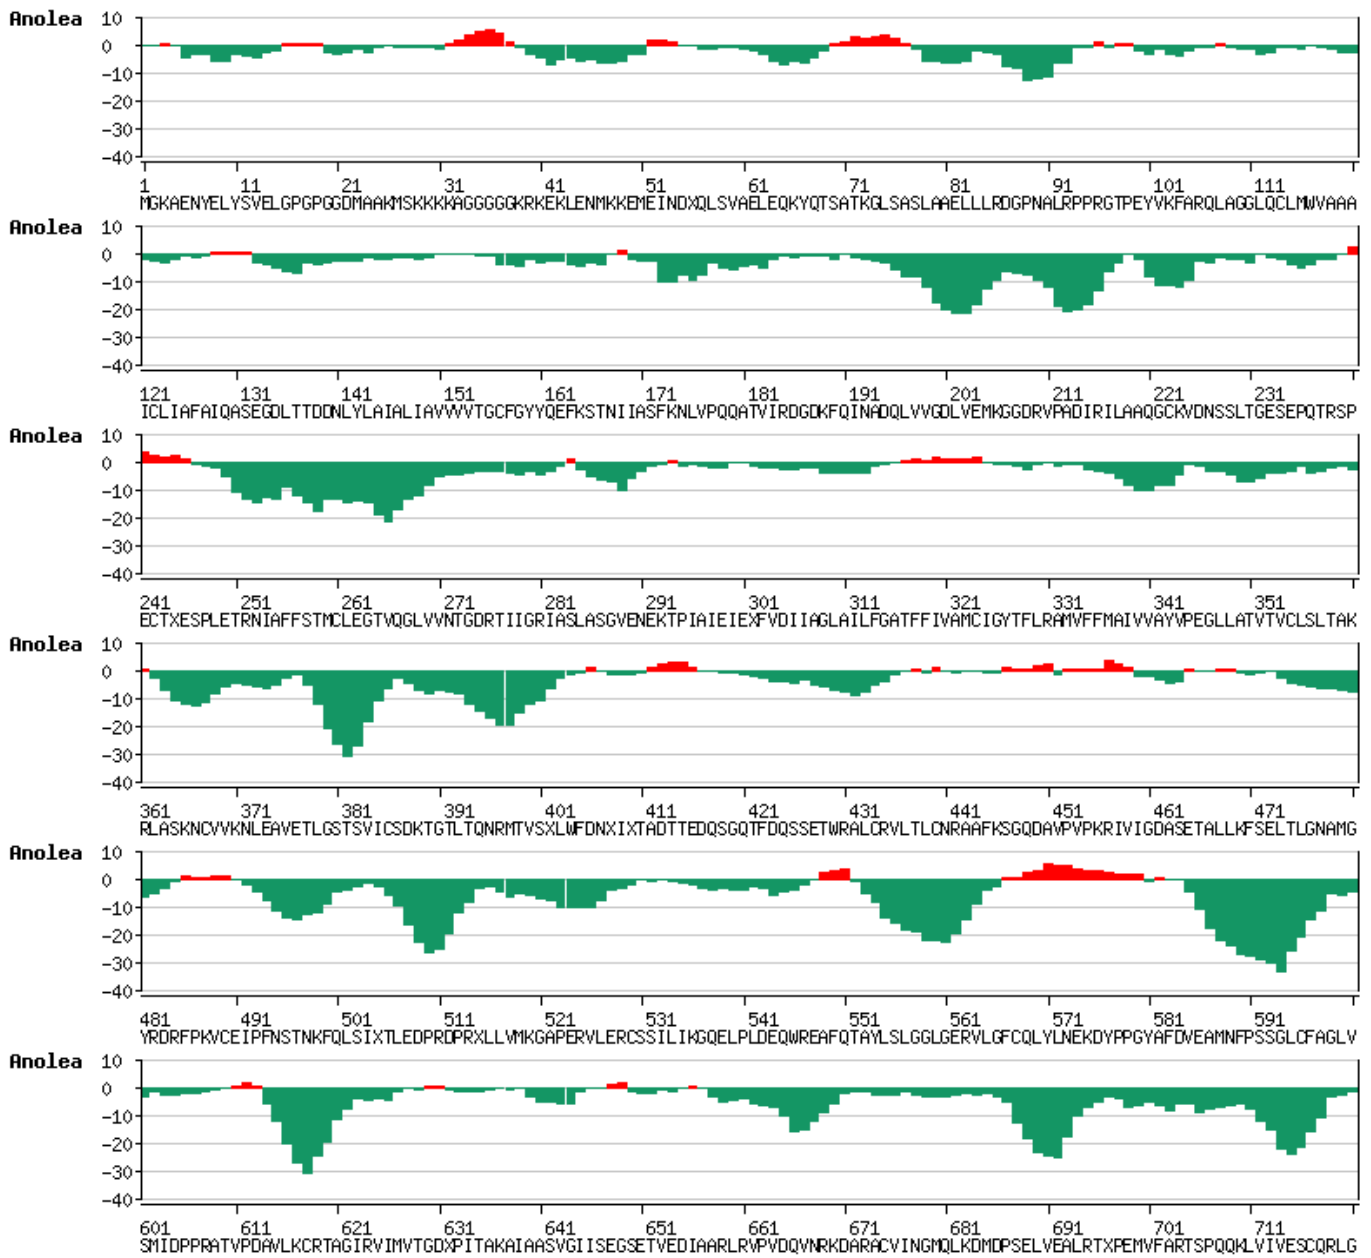 Anolea 10
0
-10
-20
-30
-40
1 11 21 31 41 51 61 71 81 91 101 111
MGKAENYELYSVELGPGPGGDMAAKMSKKKKAGGGGGKRKEKLENMKKEMEINDXQLSVAELEQKYQTSATKGLSASLAAELLLRDGPNALRPPRGTPEYVKFARQLAGGLQCLMWVAAA
Anolea 10
0
-10
-20
-30
-40
121 131 141 151 161 171 181 191 201 211 221 231
ICLIAFAIQASEGDLTTDDNLYLAIALIAVVVVTGCFGYYQEFKSTNIIASFKNLVPQQATVIRDGDKFQINADQLVVGDLVEMKGGDRVPADIRILAAQGCKVDNSSLTGESEPQTRSP
Anolea 10
0
-10
-20
-30
-40
241 251 261 271 281 291 301 311 321 331 341 351
ECTXESPLETRNIAFFSTMCLEGTVQGLVVNTGDRTIIGRIASLASGVENEKTPIAIEIEXFVDIIAGLAILFGATFFIVAMCIGYTFLRAMVFFMAIVVAYVPEGLLATVTVCLSLTAK
Anolea 10
0
-10
-20
-30
-40
361 371 381 391 401 411 421 431 441 451 461 471
RLASKNCVVKNLEAVETLGSTSVICSDKTGTLTQNRMTVSXLWFDNXIXTADTTEDQSGQTFDQSSETWRALCRVLTLCNRAAFKSGQDAVPVPKRIVIGDASETALLKFSELTLGNAMG
Anolea 10
0
-10
-20
-30
-40
481 491 501 511 521 531 541 551 561 571 581 591
YRDRFPKVCEIPFNSTNKFQLSIXTLEDPRDPRXLLVMKGAPERVLERCSSILIKGQELPLDEQWREAFQTAYLSLGGLGERVLGFCQLYLNEKDYPPGYAFDVEAMNFPSSGLCFAGLV
Anolea 10
0
-10
-20
-30
-40
601 611 621 631 641 651 661 671 681 691 701 711
SMIDPPRATVPDAVLKCRTAGIRVIMVTGDXPITAKAIAASVGIISEGSETVEDIAARLRVPVDQVNRKDARACVINGMQLKDMDPSELVEALRTXPEMVFARTSPQQKLVIVESCQRLG